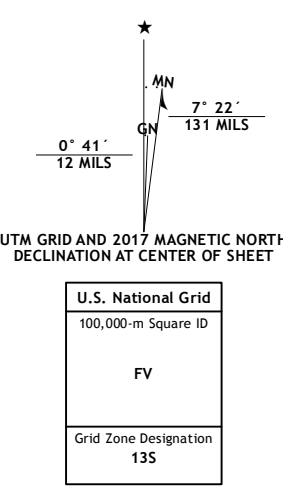 ★
MN
7° 22´
131 MILS
GN
0° 41´
12 MILS
UTM GRID AND 2017 MAGNETIC NORTH
DECLINATION AT CENTER OF SHEET
U.S. National Grid
100,000-m Square ID
FV
Grid Zone Designation
13S